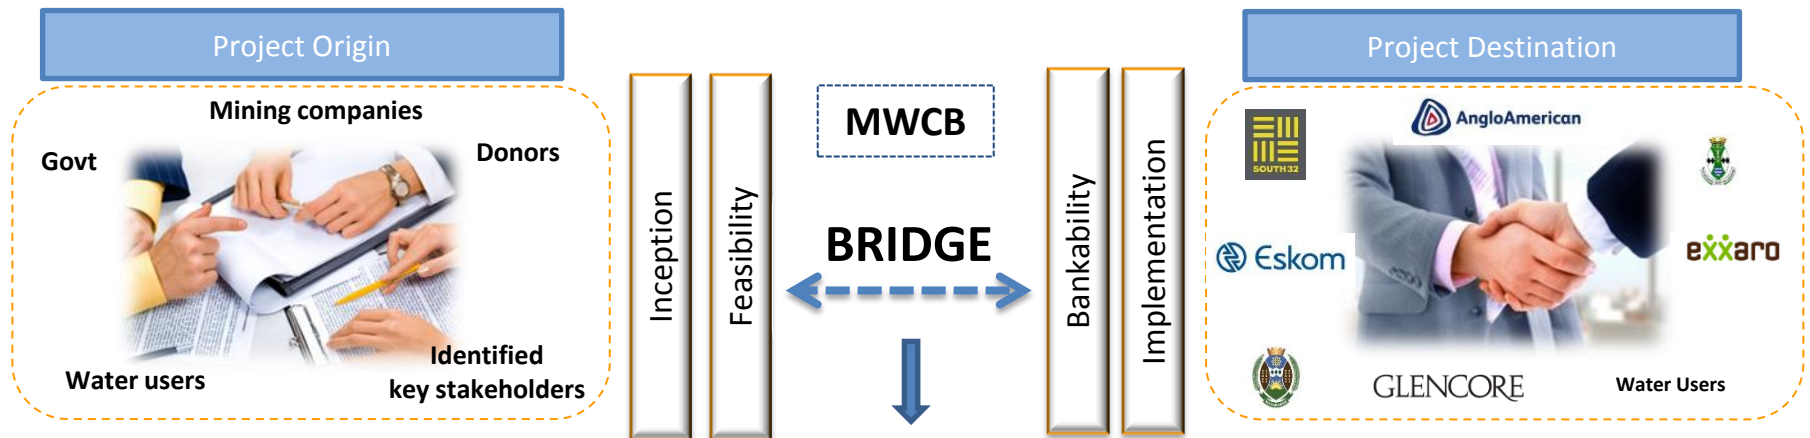 Project Origin
Mining companies
Govt
Donors
Water users
Identified
key stakeholders
Inception
Feasibility
MWCB
BRIDGE
Bankability
Implementation
Project Destination
SOUTH32
AngloAmerican
Eskom
exxaro
GLENCORE
Water Users